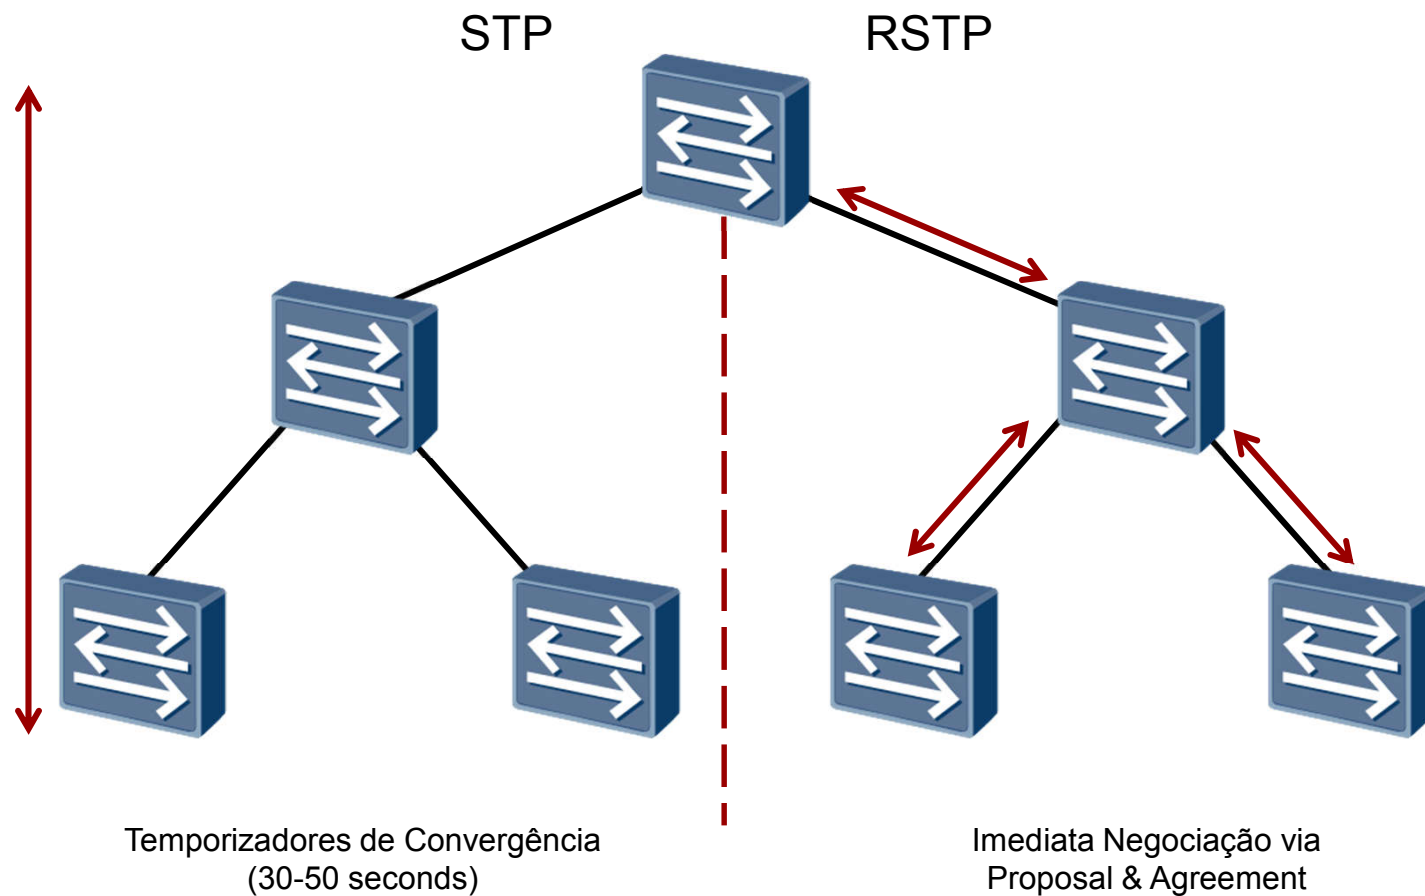 STP
RSTP
Temporizadores de Convergência
(30-50 seconds)
Imediata Negociação via
Proposal & Agreement